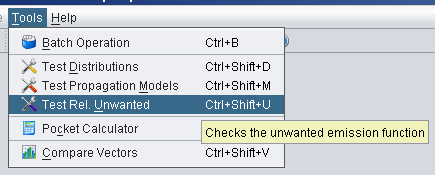 Tools Help
Batch Operation Ctrl+B
Test Distributions Ctrl+Shift+D
Test Propagation Models Ctrl+Shift+M
Test Rel. Unwanted Ctrl+Shift+U
Pocket Calculator
Checks the unwanted emission function
Compare Vectors Ctrl+Shift+V